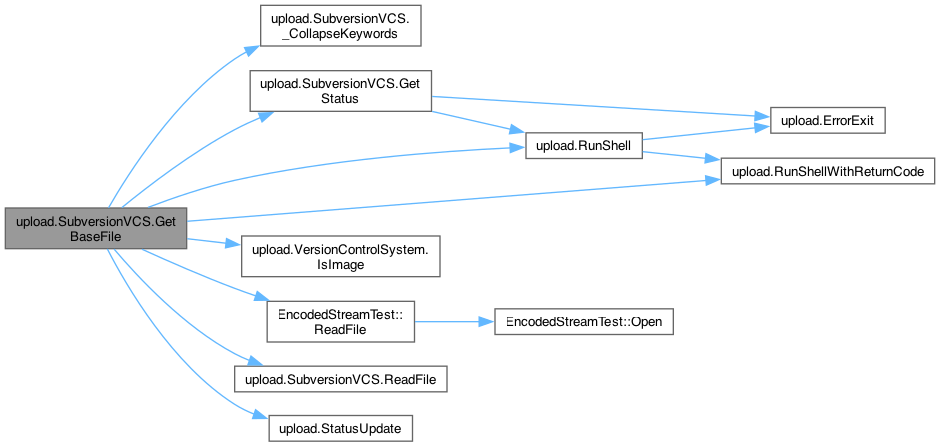 upload.SubversionVCS.
_CollapseKeywords
upload.SubversionVCS.Get
Status
upload.ErrorExit
upload.RunShell
upload.RunShellWithReturnCode
upload.SubversionVCS.Get
BaseFile
upload.VersionControlSystem.
IsImage
EncodedStreamTest::
ReadFile
EncodedStreamTest::Open
upload.SubversionVCS.ReadFile
upload.StatusUpdate